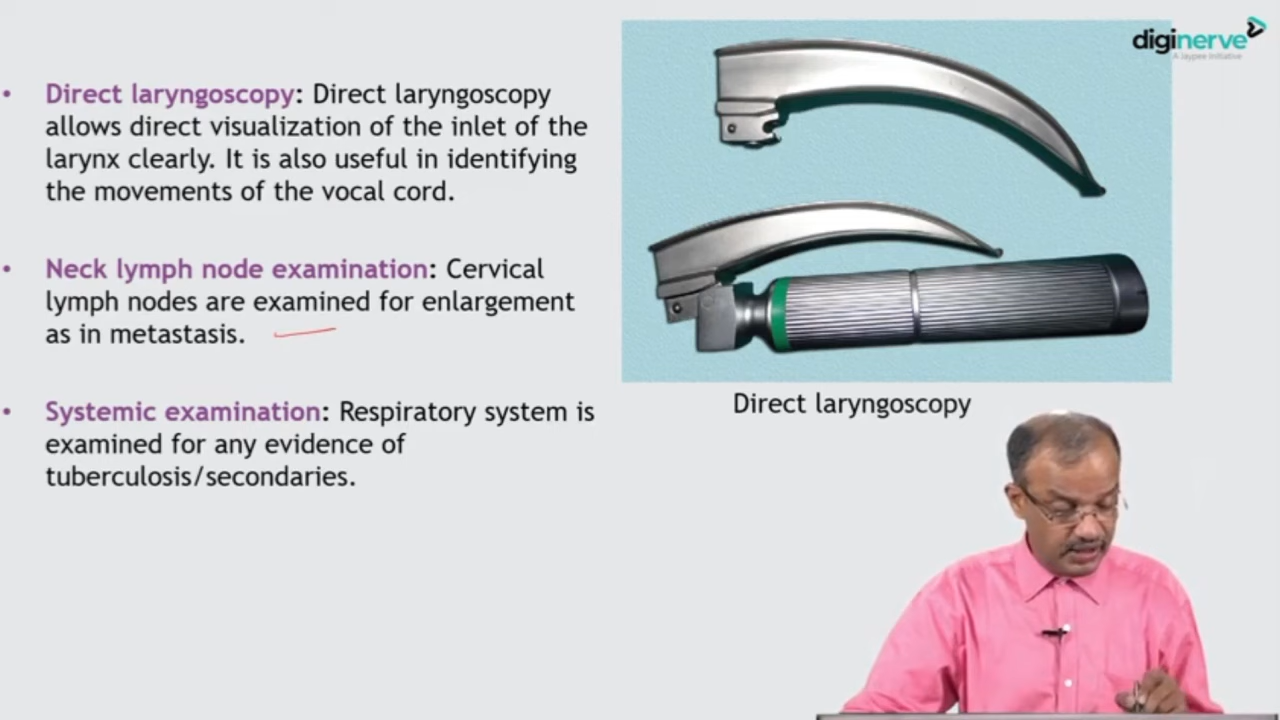 diginerve
A Jaypee Initiative
• Direct laryngoscopy: Direct laryngoscopy
allows direct visualization of the inlet of the
larynx clearly. It is also useful in identifying
the movements of the vocal cord.
• Neck lymph node examination: Cervical
lymph nodes are examined for enlargement
as in metastasis.
• Systemic examination: Respiratory system is
examined for any evidence of
tuberculosis/secondaries.
Direct laryngoscopy